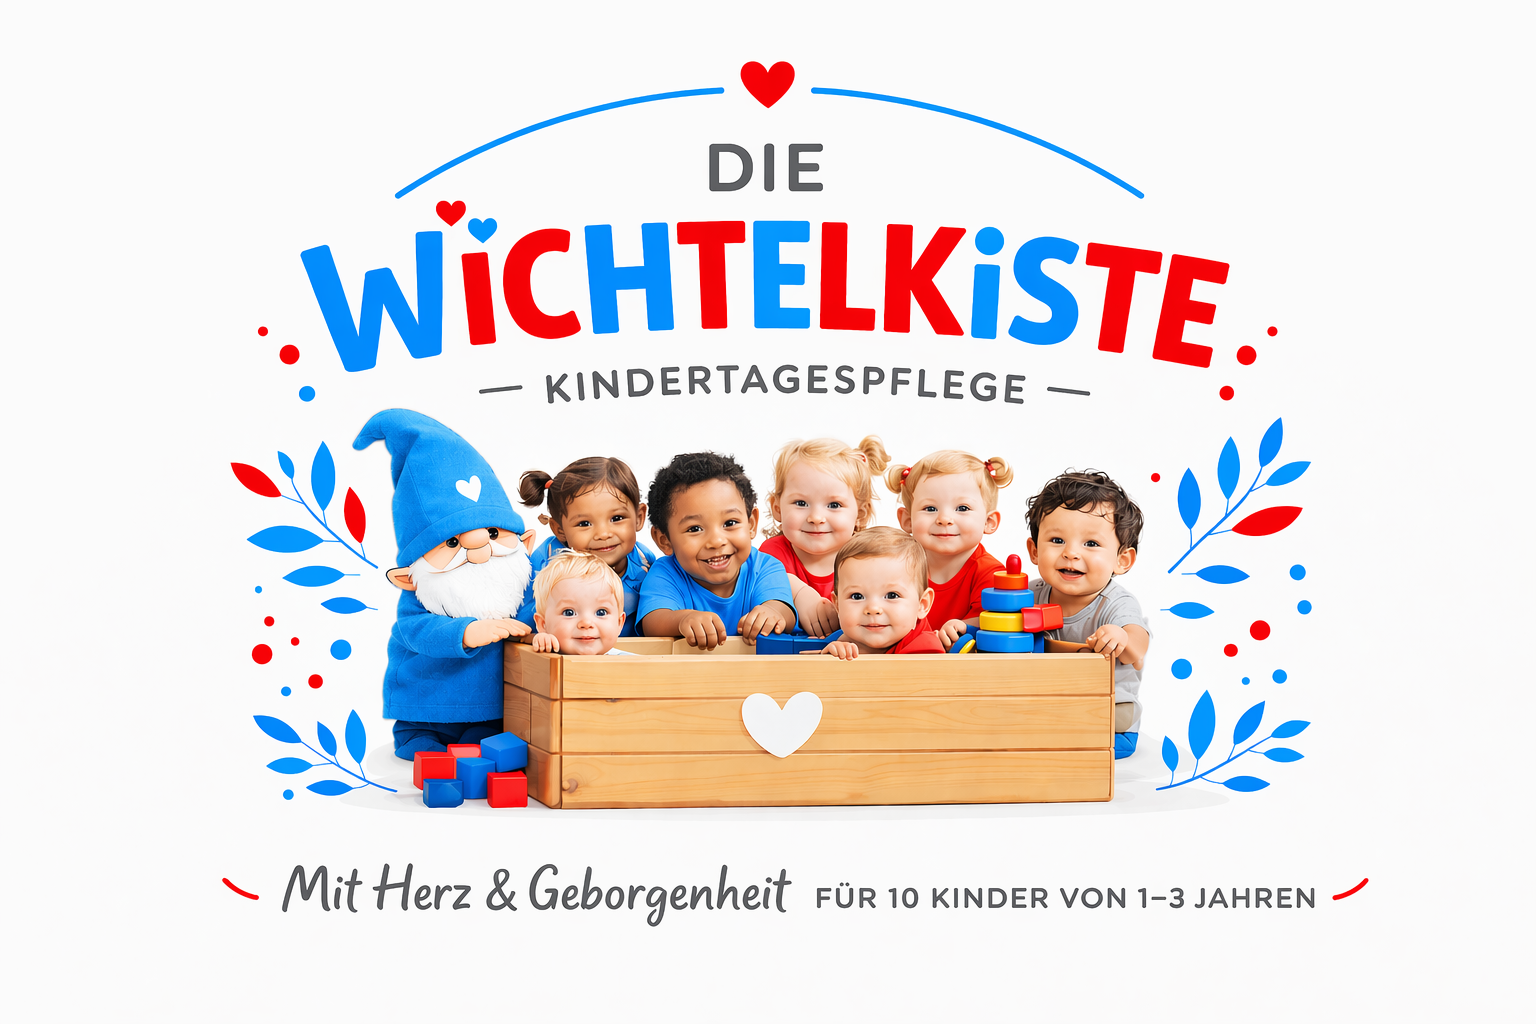 DIE
WiCHTELKiSTE
KINDERTAGESPFLEGE
Mit Herz & Geborgenheit FÜR 10 KINDER VON 1–3 JAHREN